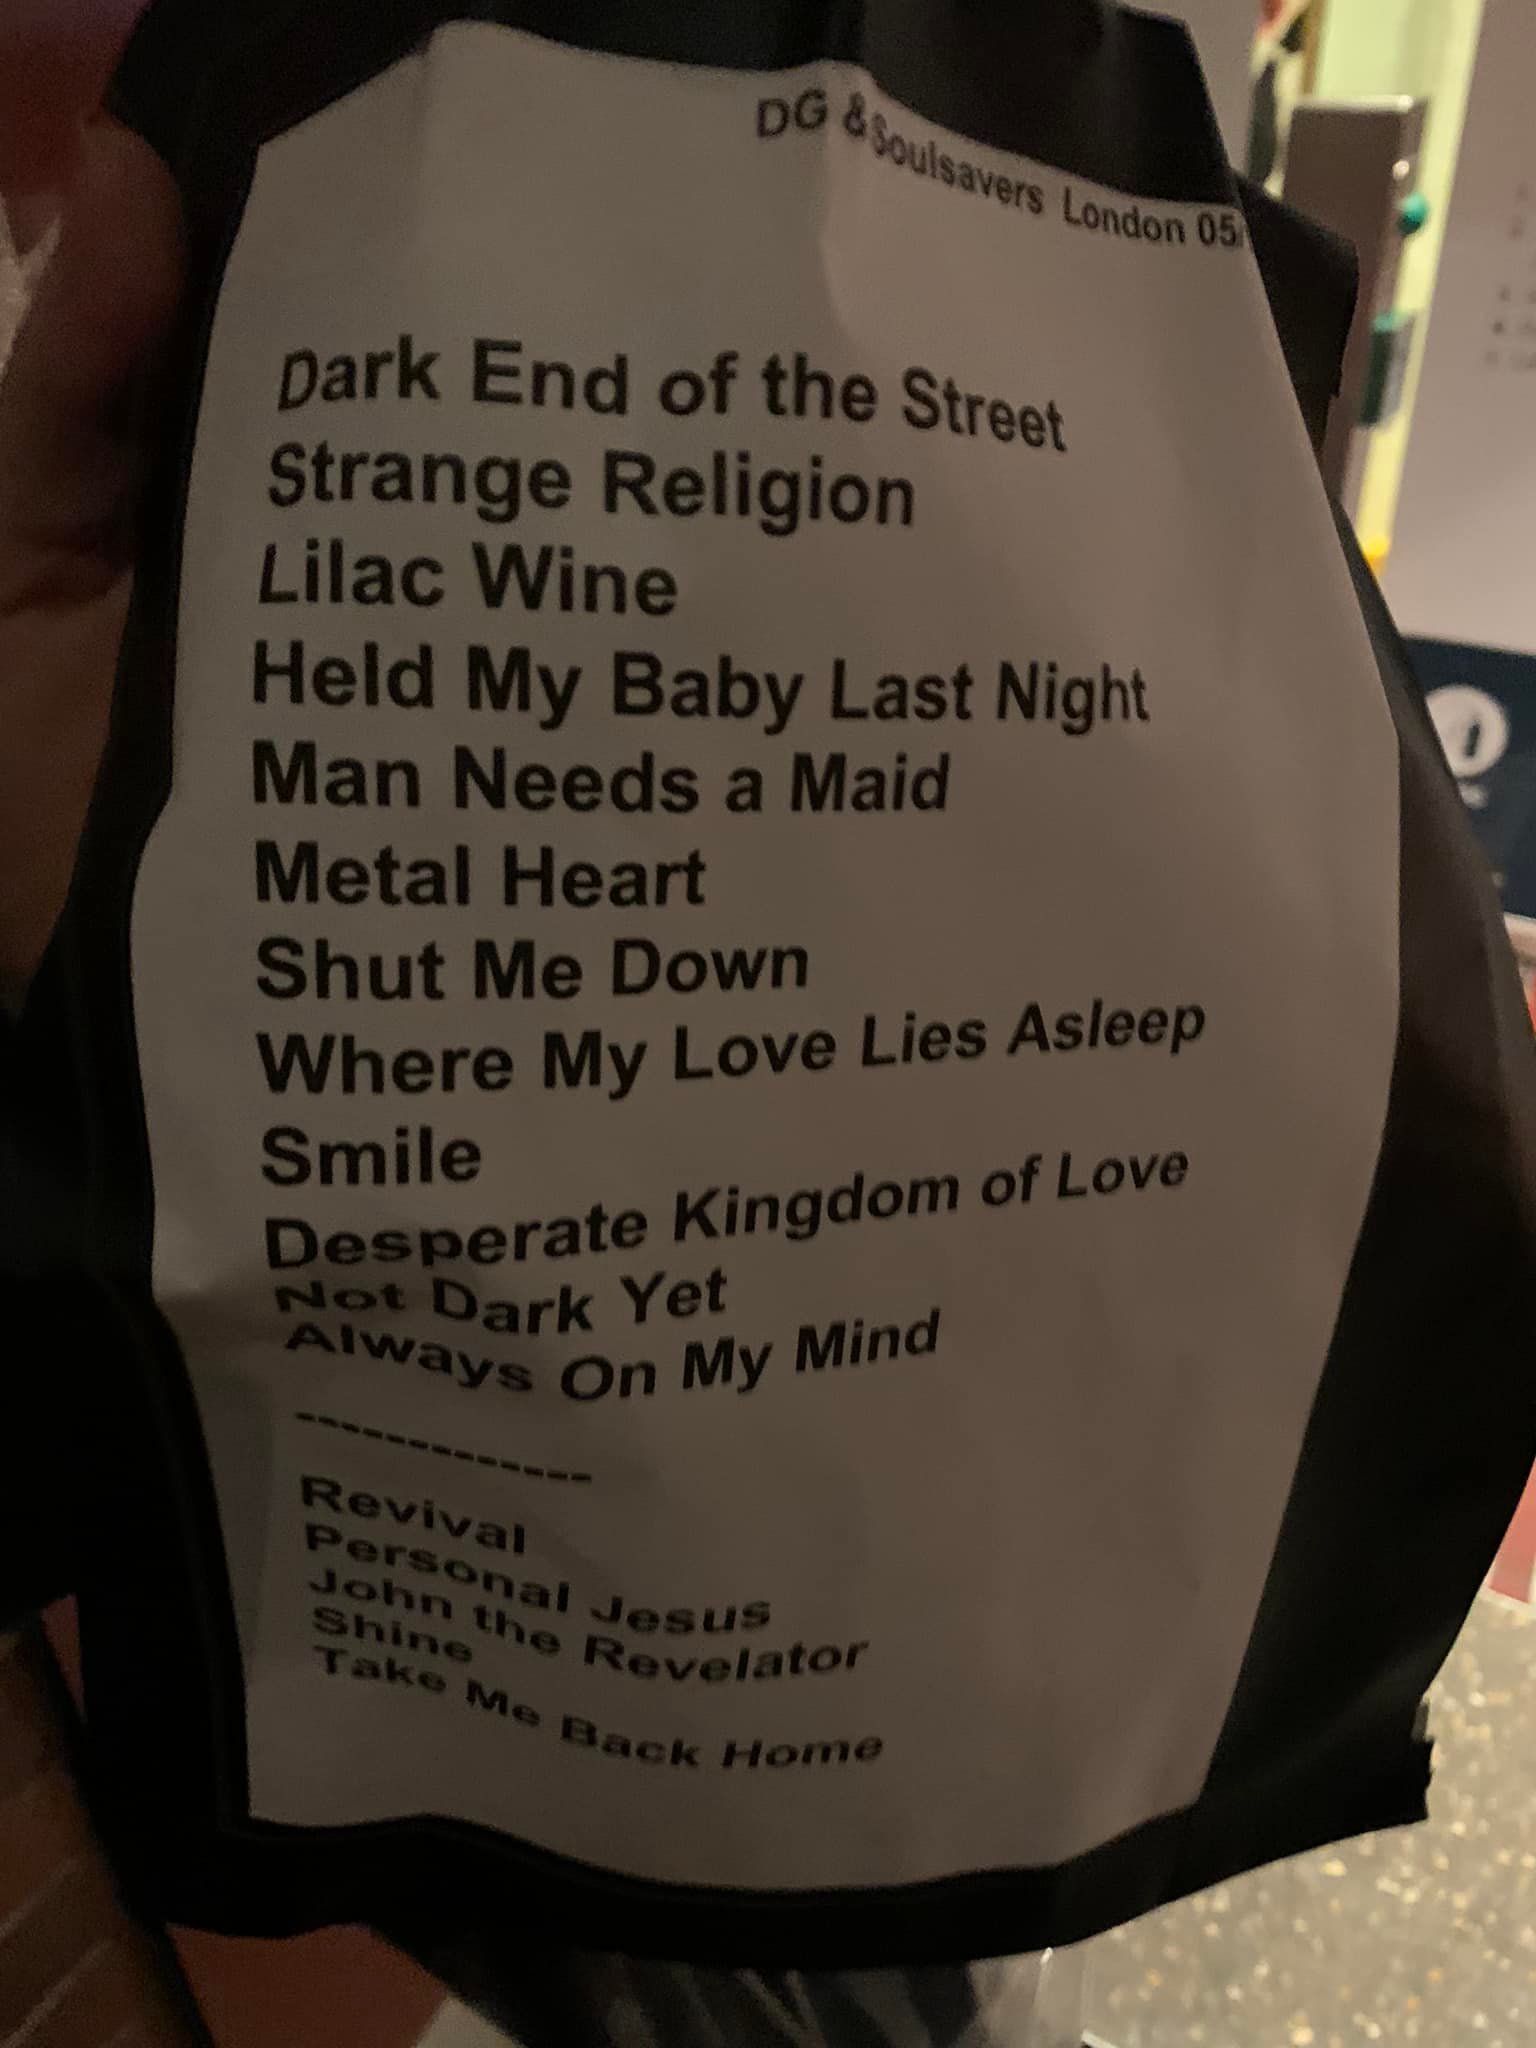 DG & Soulsavers London 05/
Dark End of the Street
Strange Religion
Lilac Wine
Held My Baby Last Night
Man Needs a Maid
Metal Heart
Shut Me Down
Where My Love Lies Asleep
Smile
Desperate Kingdom of Love
Not Dark Yet
Always On My Mind
-------------
Revival
Personal Jesus
John the Revelator
Shine
Take Me Back Home